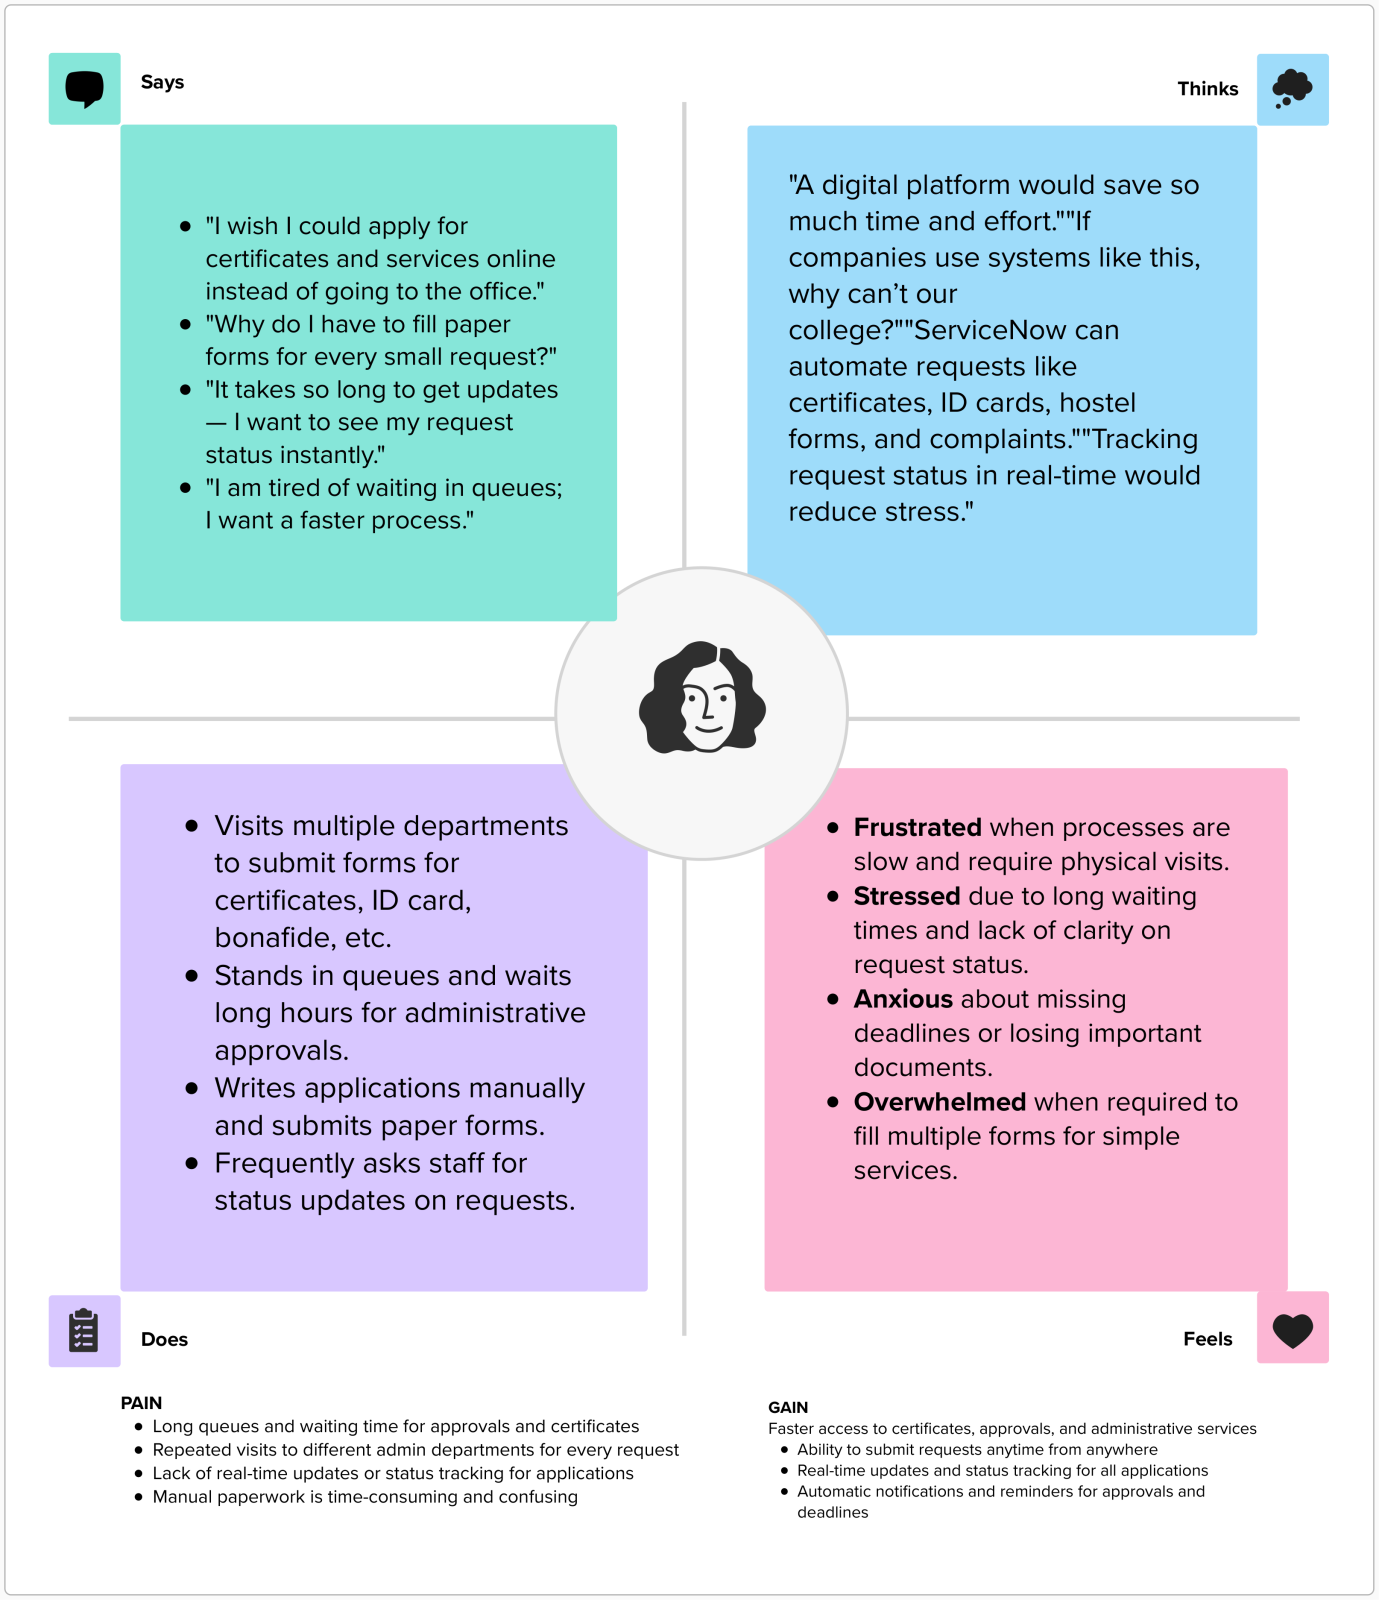 Says
• "I wish I could apply for
certificates and services online
instead of going to the office."
• "Why do I have to fill paper
forms for every small request?"
• "It takes so long to get updates
— I want to see my request
status instantly."
• "I am tired of waiting in queues;
I want a faster process."
Thinks
"A digital platform would save so
much time and effort.""If
companies use systems like this,
why can’t our
college?""ServiceNow can
automate requests like
certificates, ID cards, hostel
forms, and complaints.""Tracking
request status in real-time would
reduce stress."
• Visits multiple departments
to submit forms for
certificates, ID card,
bonafide, etc.
• Stands in queues and waits
long hours for administrative
approvals.
• Writes applications manually
and submits paper forms.
• Frequently asks staff for
status updates on requests.
Does
• Frustrated when processes are
slow and require physical visits.
• Stressed due to long waiting
times and lack of clarity on
request status.
• Anxious about missing
deadlines or losing important
documents.
• Overwhelmed when required to
fill multiple forms for simple
services.
Feels
PAIN
• Long queues and waiting time for approvals and certificates
• Repeated visits to different admin departments for every request
• Lack of real-time updates or status tracking for applications
• Manual paperwork is time-consuming and confusing
GAIN
Faster access to certificates, approvals, and administrative services
• Ability to submit requests anytime from anywhere
• Real-time updates and status tracking for all applications
• Automatic notifications and reminders for approvals and
deadlines